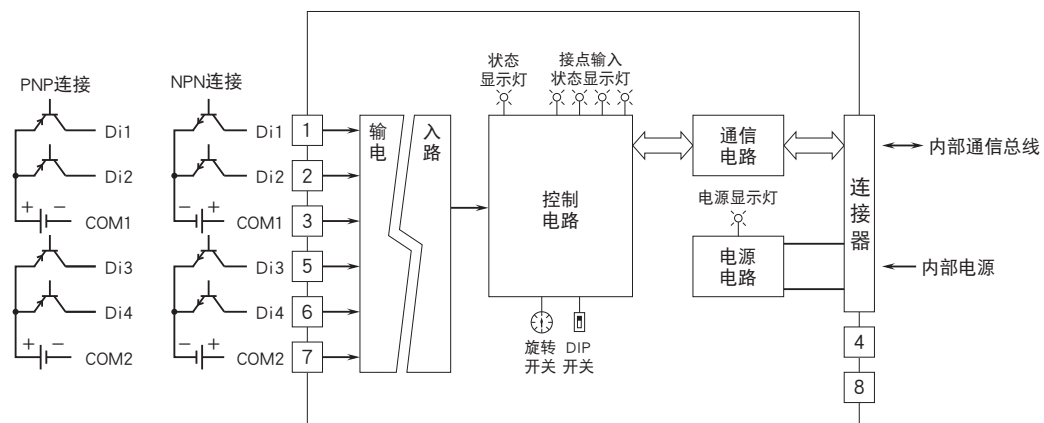 PNP连接
NPN连接
状态
显示灯
接点输入
状态显示灯
Di1
Di1
1
输入
电路
通信
电路
内部通信总线
Di2
Di2
2
控制
电路
连接器
+
−
COM1
−
+
COM1
3
电源显示灯
Di3
Di3
5
电源
电路
内部电源
Di4
Di4
6
+
−
COM2
−
+
COM2
7
旋转
开关
DIP
开关
4
8